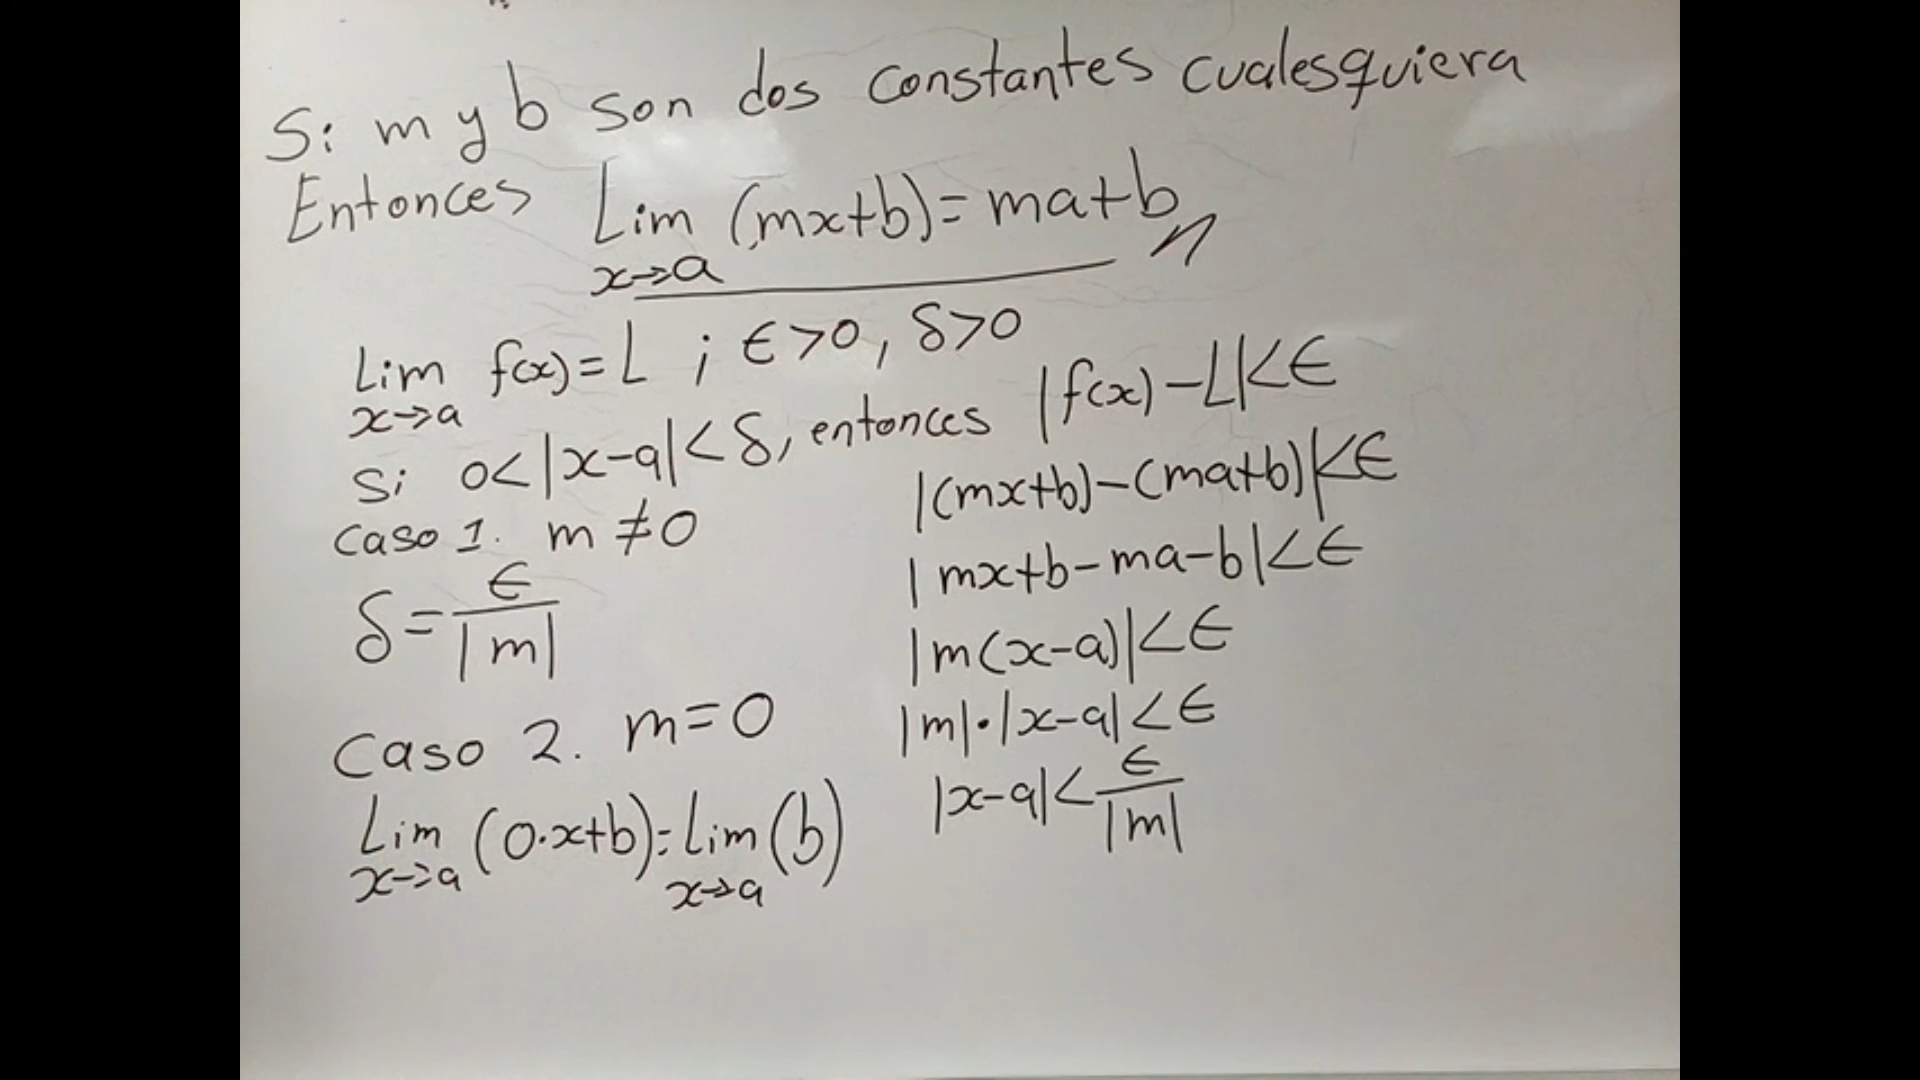 Si m y b son dos constantes cualesquiera
Entonces Lim (mx+b)=ma+b
x→a
Lim f(x)=L ; ϵ>0, δ>0
x→a
Si 0<|x-a|<δ, entonces |f(x)-L|<ϵ
|(mx+b)-(ma+b)|<ϵ
Caso 1. m≠0
|mx+b-ma-b|<ϵ
δ=ϵ/|m|
|m(x-a)|<ϵ
|m|·|x-a|<ϵ
Caso 2. m=0
|x-a|<ϵ/|m|
Lim (0·x+b)=Lim (b)
x→a x→a